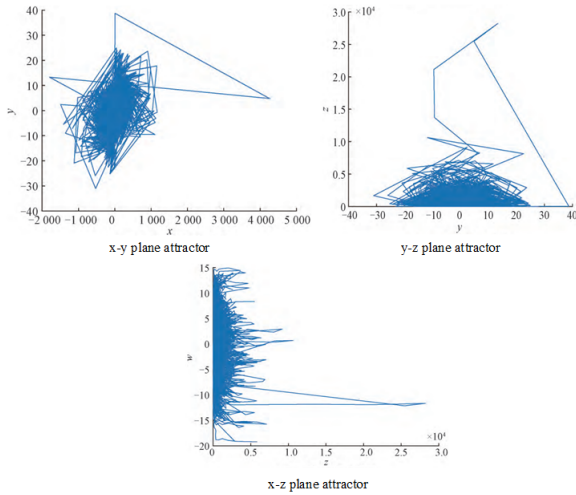 40
30
20
10
0
−10
−20
−30
−40
y
−2 000 −1 000 0 1 000 2 000 3 000 4 000 5 000
x
x-y plane attractor
×10⁴
3.0
2.5
2.0
1.5
1.0
0.5
0
z
−40 −30 −20 −10 0 10 20 30 40
y
y-z plane attractor
15
10
5
0
−5
−10
−15
−20
w
0 0.5 1.0 1.5 2.0 2.5 3.0
×10⁴
z
x-z plane attractor